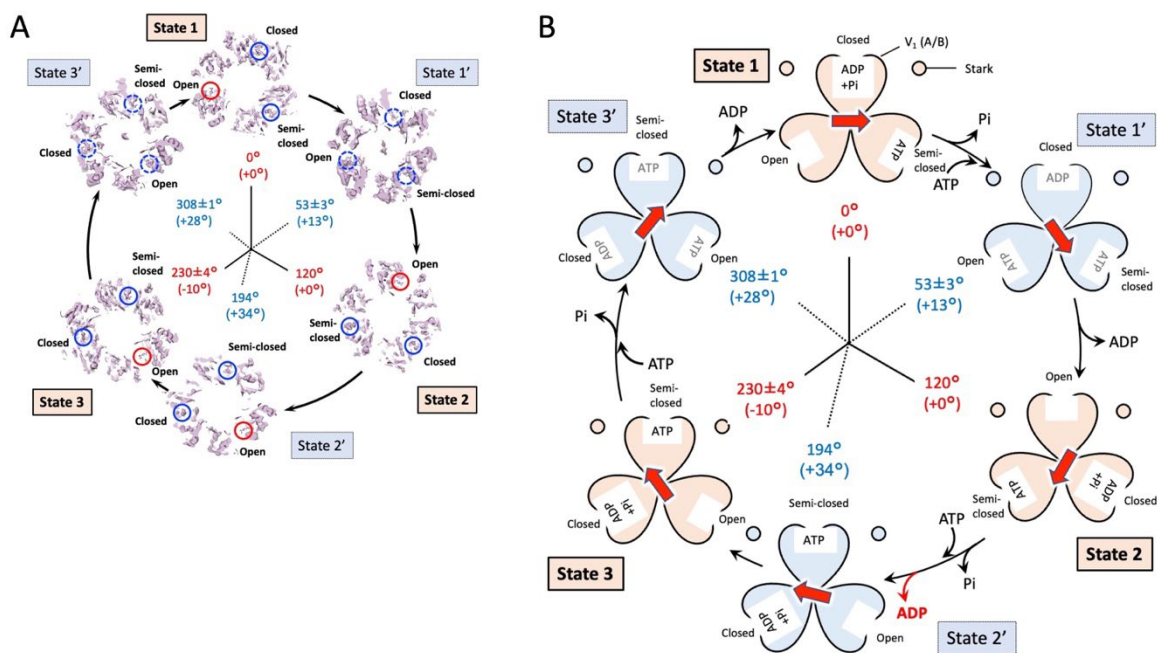 A
State 1
Closed
State 3'
Semi-
closed
Open
State 1'
Closed
Closed
Semi-
closed
Open
Open
Semi-closed
0°
(+0°)
308±1°
(+28°)
53±3°
(+13°)
230±4°
(-10°)
120°
(+0°)
194°
(+34°)
Semi-
closed
Open
Semi-
closed
Closed
Closed
Open
State 3
Semi-closed
Closed
Open
State 2'
State 2
B
State 1
Closed
V₁ (A/B)
Stark
ADP
+Pi
Open
ATP
Semi-
closed
ADP
Pi
ATP
State 3'
Semi-
closed
ATP
ADP
ATP
Closed
Open
State 1'
Closed
ADP
ATP
ATP
Open
Semi-
closed
0°
(+0°)
308±1°
(+28°)
53±3°
(+13°)
230±4°
(-10°)
120°
(+0°)
194°
(+34°)
Pi
ATP
ADP
Semi-
closed
ATP
ADP
+Pi
Closed
Open
State 3
Open
ATP
ADP
+Pi
Semi-
closed
Closed
State 2
ATP
Pi
ADP
Semi-closed
ATP
ADP
+Pi
Closed
Open
State 2'